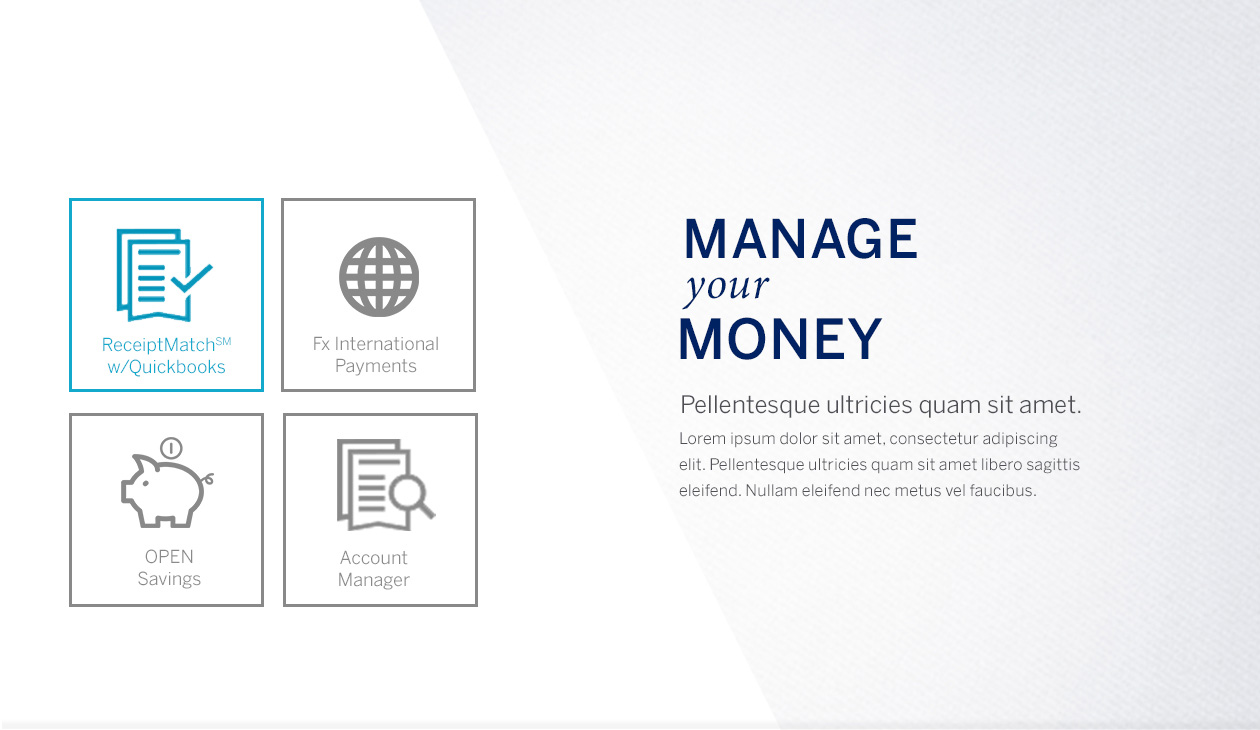 ReceiptMatch℠
w/Quickbooks
Fx International
Payments
OPEN
Savings
Account
Manager
MANAGE
your
MONEY
Pellentesque ultricies quam sit amet.
Lorem ipsum dolor sit amet, consectetur adipiscing
elit. Pellentesque ultricies quam sit amet libero sagittis
eleifend. Nullam eleifend nec metus vel faucibus.